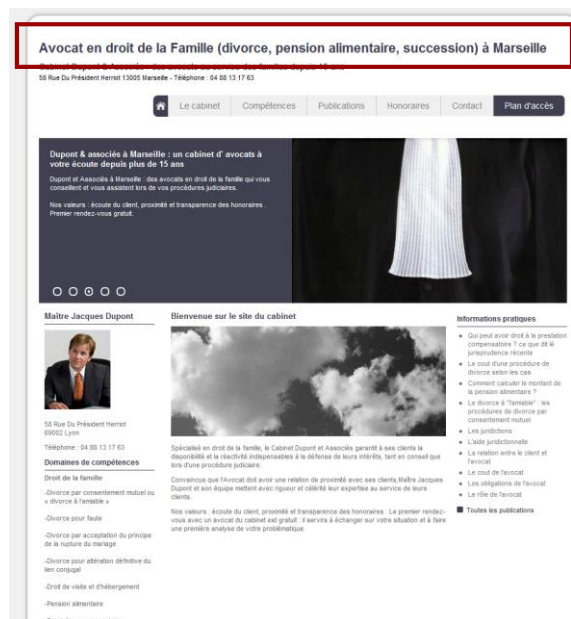 Avocat en droit de la Famille (divorce, pension alimentaire, succession) à Marseille
Cabinet Dupont & Associés : des avocats au service des familles depuis 15 ans
58 Rue Du Président Herriot 13005 Marseille - Téléphone : 04 88 13 17 63
Le cabinet
Compétences
Publications
Honoraires
Contact
Plan d'accès
Dupont & associés à Marseille : un cabinet d' avocats à
votre écoute depuis plus de
15 ans
Dupont et Associés à Marseille : des avocats en droit de la famille qui vous
conseillent et vous assistent lors de vos procédures judiciaires.
Nos valeurs : écoute du client, proximité et transparence des honoraires .
Premier rendez-vous gratuit.
Maître Jacques Dupont
58 Rue Du Président Herriot
69002 Lyon
Téléphone : 04 88 13 17 63
Domaines de compétences
Droit de la famille
-Divorce par consentement mutuel ou
« divorce à l'amiable »
-Divorce pour faute
-Divorce par acceptation du principe
de la rupture du mariage
-Divorce pour altération définitive du
lien conjugal
-Droit de visite et d'hébergement
-Pension alimentaire
Bienvenue sur le site du cabinet
Spécialisé en droit de la famille, le Cabinet Dupont et Associés garantit à ses clients la
disponibilité et la réactivité indispensables à la défense de leurs intérêts, tant en conseil que
lors d'une procédure judiciaire.
Convaincus que l'Avocat doit avoir une relation de proximité avec ses clients,Maître Jacques
Dupont et son équipe mettent avec rigueur et célérité leur expertise au service de leurs
clients.
Nos valeurs : écoute du client, proximité et transparence des honoraires . Le premier rendez-
vous avec un avocat du cabinet est gratuit : il servira à échanger sur votre situation et à faire
une première analyse de votre problématique.
Informations pratiques
Qui peut avoir droit à la prestation
compensatoire ? ce que dit la
jurisprudence récente
Le cout d'une procédure de
divorce selon les cas
Comment calculer le montant de
la pension alimentaire ?
Le divorce à "l'amiable" : les
procédures de divorce par
consentement mutuel
Les juridictions
L'aide juridictionnelle
La relation entre le client et
l'avocat
Le cout de l'avocat
Les obligations de l'avocat
Le rôle de l'avocat
Toutes les publications